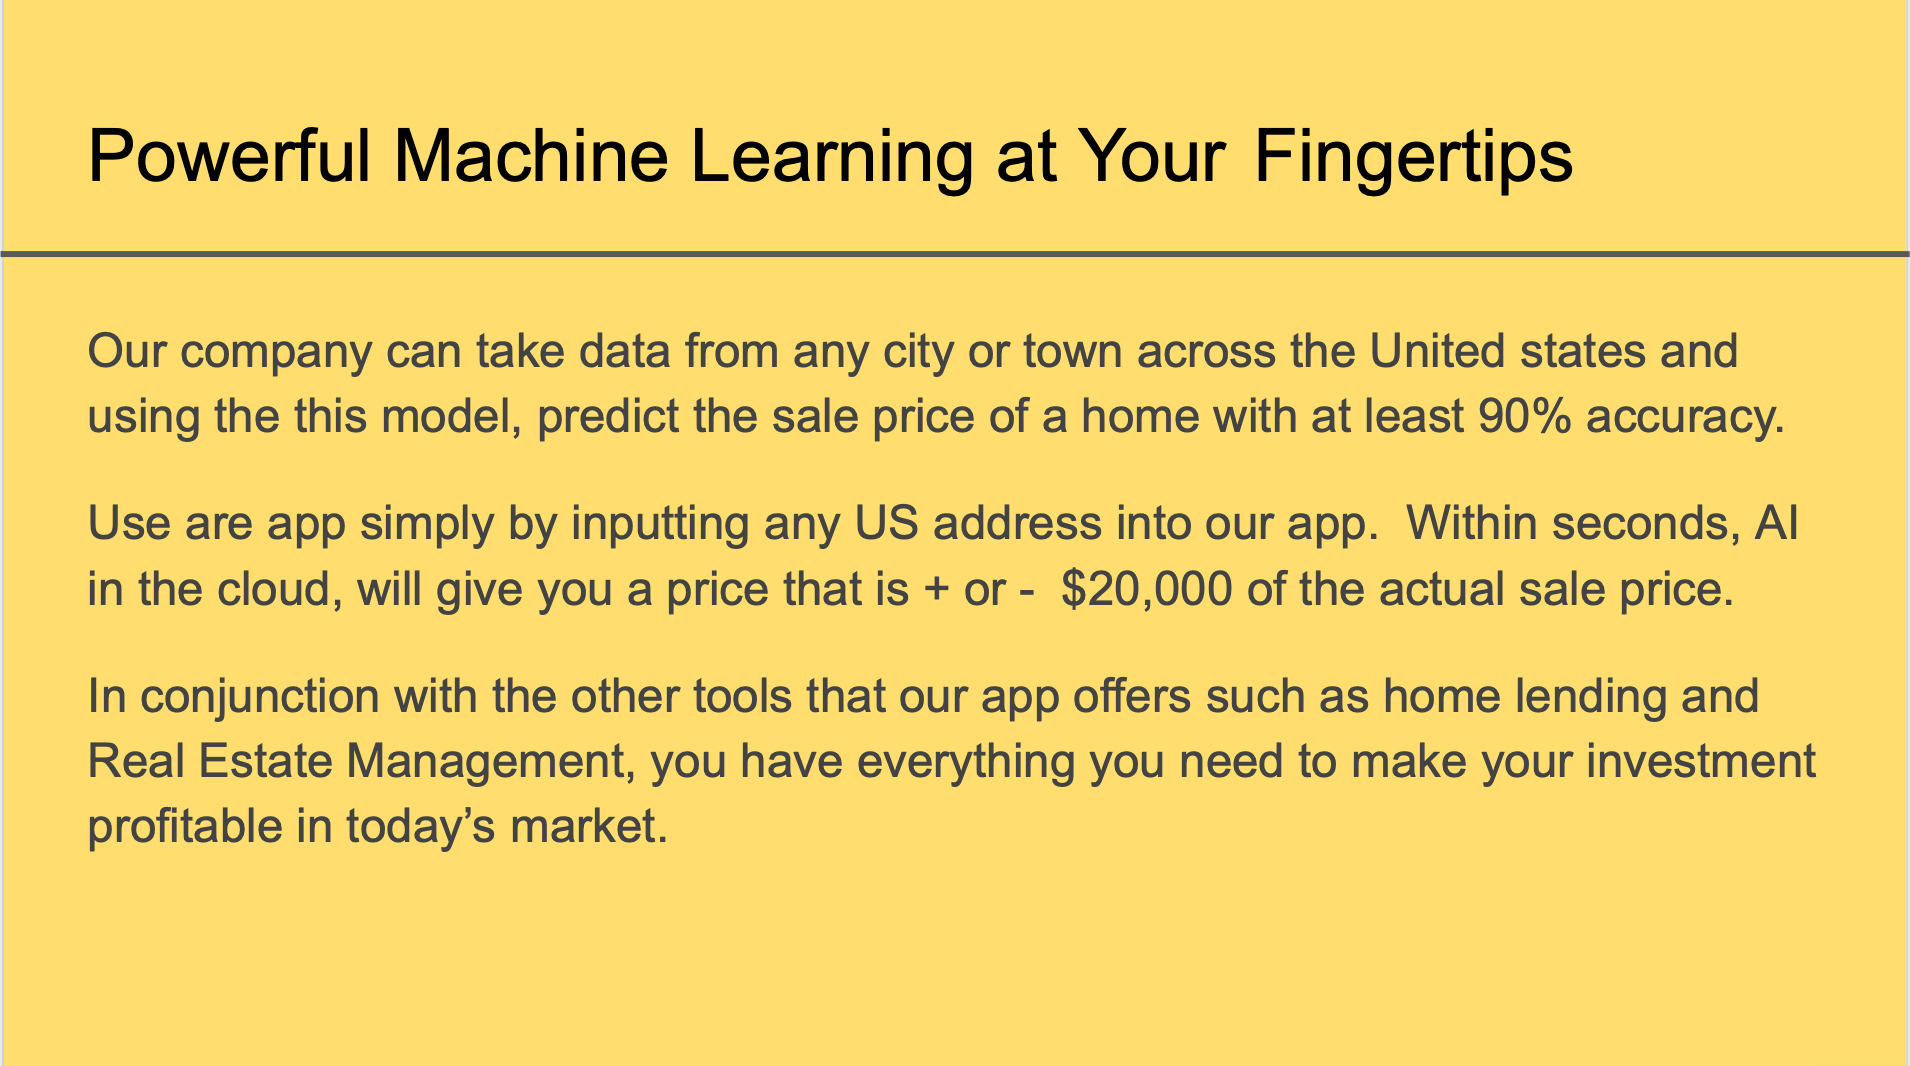 Powerful Machine Learning at Your Fingertips
Our company can take data from any city or town across the United states and
using the this model, predict the sale price of a home with at least 90% accuracy.
Use are app simply by inputting any US address into our app.  Within seconds, AI
in the cloud, will give you a price that is + or -  $20,000 of the actual sale price.
In conjunction with the other tools that our app offers such as home lending and
Real Estate Management, you have everything you need to make your investment
profitable in today’s market.